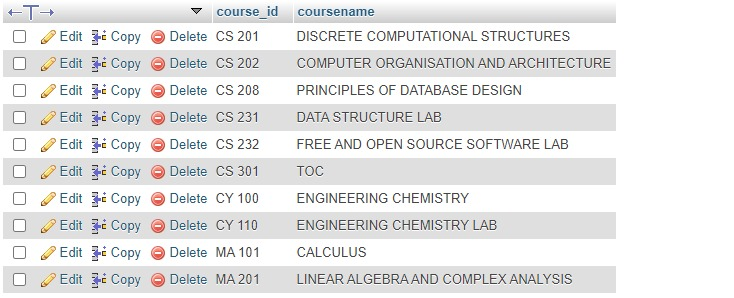 course_id coursename
Edit Copy Delete CS 201 DISCRETE COMPUTATIONAL STRUCTURES
Edit Copy Delete CS 202 COMPUTER ORGANISATION AND ARCHITECTURE
Edit Copy Delete CS 208 PRINCIPLES OF DATABASE DESIGN
Edit Copy Delete CS 231 DATA STRUCTURE LAB
Edit Copy Delete CS 232 FREE AND OPEN SOURCE SOFTWARE LAB
Edit Copy Delete CS 301 TOC
Edit Copy Delete CY 100 ENGINEERING CHEMISTRY
Edit Copy Delete CY 110 ENGINEERING CHEMISTRY LAB
Edit Copy Delete MA 101 CALCULUS
Edit Copy Delete MA 201 LINEAR ALGEBRA AND COMPLEX ANALYSIS